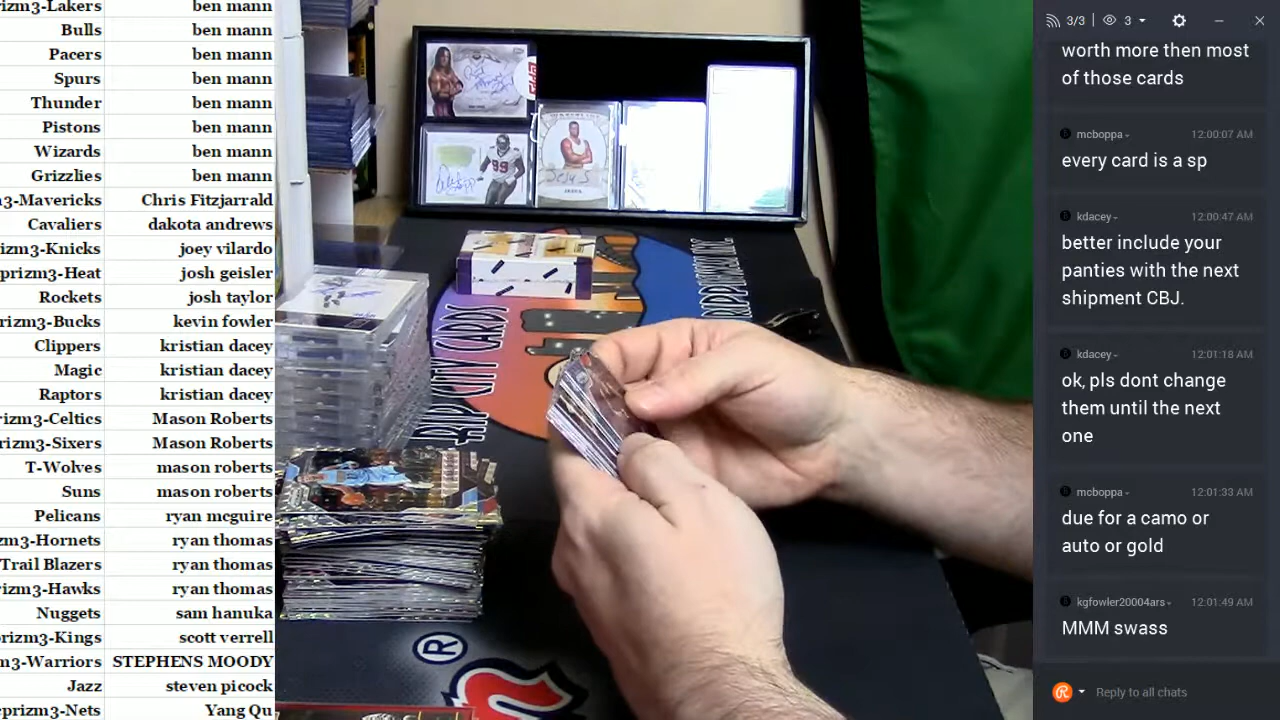 izm3-Lakers ben mann
Bulls ben mann
Pacers ben mann
Spurs ben mann
Thunder ben mann
Pistons ben mann
Wizards ben mann
Grizzlies ben mann
3-Mavericks Chris Fitzjarrald
Cavaliers dakota andrews
izm3-Knicks joey vilardo
prizm3-Heat josh geisler
Rockets josh taylor
rizm3-Bucks kevin fowler
Clippers kristian dacey
Magic kristian dacey
Raptors kristian dacey
rizm3-Celtics Mason Roberts
rizm3-Sixers Mason Roberts
T-Wolves mason roberts
Suns mason roberts
Pelicans ryan mcguire
zm3-Hornets ryan thomas
Trail Blazers ryan thomas
rizm3-Hawks ryan thomas
Nuggets sam hanuka
prizm3-Kings scott verrell
m3-Warriors STEPHENS MOODY
Jazz steven picock
cprizm3-Nets Yang Qu
99
RIP CITY CARDS
®
3/3 3
worth more then most
of those cards
mcboppa 12:00:07 AM
every card is a sp
kdacey 12:00:47 AM
better include your
panties with the next
shipment CBJ.
kdacey 12:01:18 AM
ok, pls dont change
them until the next
one
mcboppa 12:01:33 AM
due for a camo or
auto or gold
kgfowler20004ars 12:01:49 AM
MMM swass
Reply to all chats